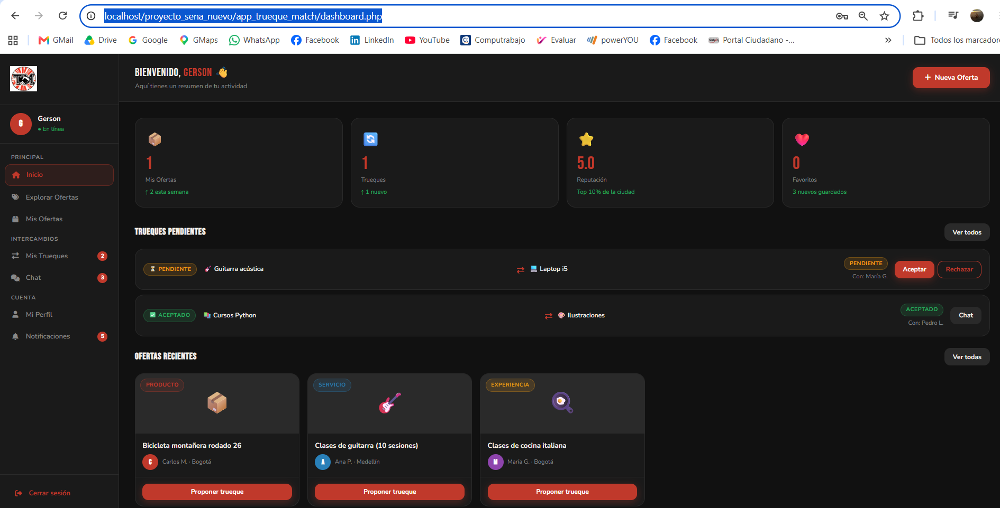 localhost/proyecto_sena_nuevo/app_trueque_match/dashboard.php
GMail
Drive
Google
GMaps
WhatsApp
Facebook
LinkedIn
YouTube
Computrabajo
Evaluar
powerYOU
Facebook
Portal Ciudadano -...
Todos los marcadore
TM
BIENVENIDO, GERSON
Aquí tienes un resumen de tu actividad
+ Nueva Oferta
G
Gerson
En línea
PRINCIPAL
Inicio
Explorar Ofertas
Mis Ofertas
INTERCAMBIOS
Mis Trueques 2
Chat 3
CUENTA
Mi Perfil
Notificaciones 5
Cerrar sesión
1
Mis Ofertas
↑ 2 esta semana
1
Trueques
↑ 1 nuevo
5.0
Reputación
Top 10% de la ciudad
0
Favoritos
3 nuevos guardados
TRUEQUES PENDIENTES
Ver todos
PENDIENTE
Guitarra acústica
Laptop i5
PENDIENTE
Con: María G.
Aceptar
Rechazar
ACEPTADO
Cursos Python
Ilustraciones
ACEPTADO
Con: Pedro L.
Chat
OFERTAS RECIENTES
Ver todas
PRODUCTO
Bicicleta montañera rodado 26
C
Carlos M. · Bogotá
Proponer trueque
SERVICIO
Clases de guitarra (10 sesiones)
A
Ana P. · Medellín
Proponer trueque
EXPERIENCIA
Clases de cocina italiana
M
María G. · Bogotá
Proponer trueque